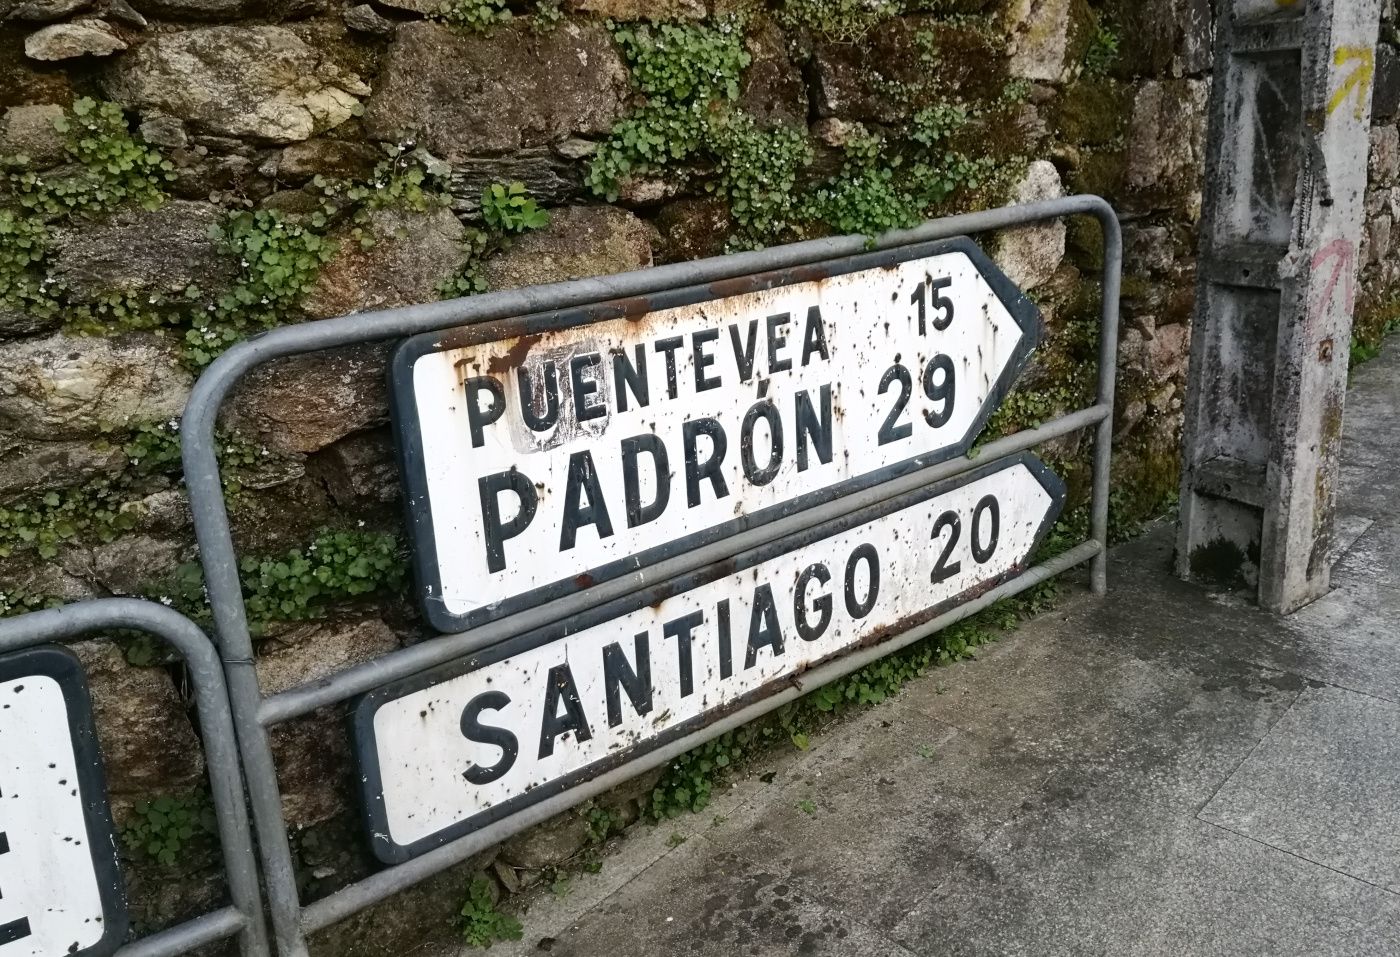 PUENTEVEA 15
PADRÓN 29
SANTIAGO 20
E